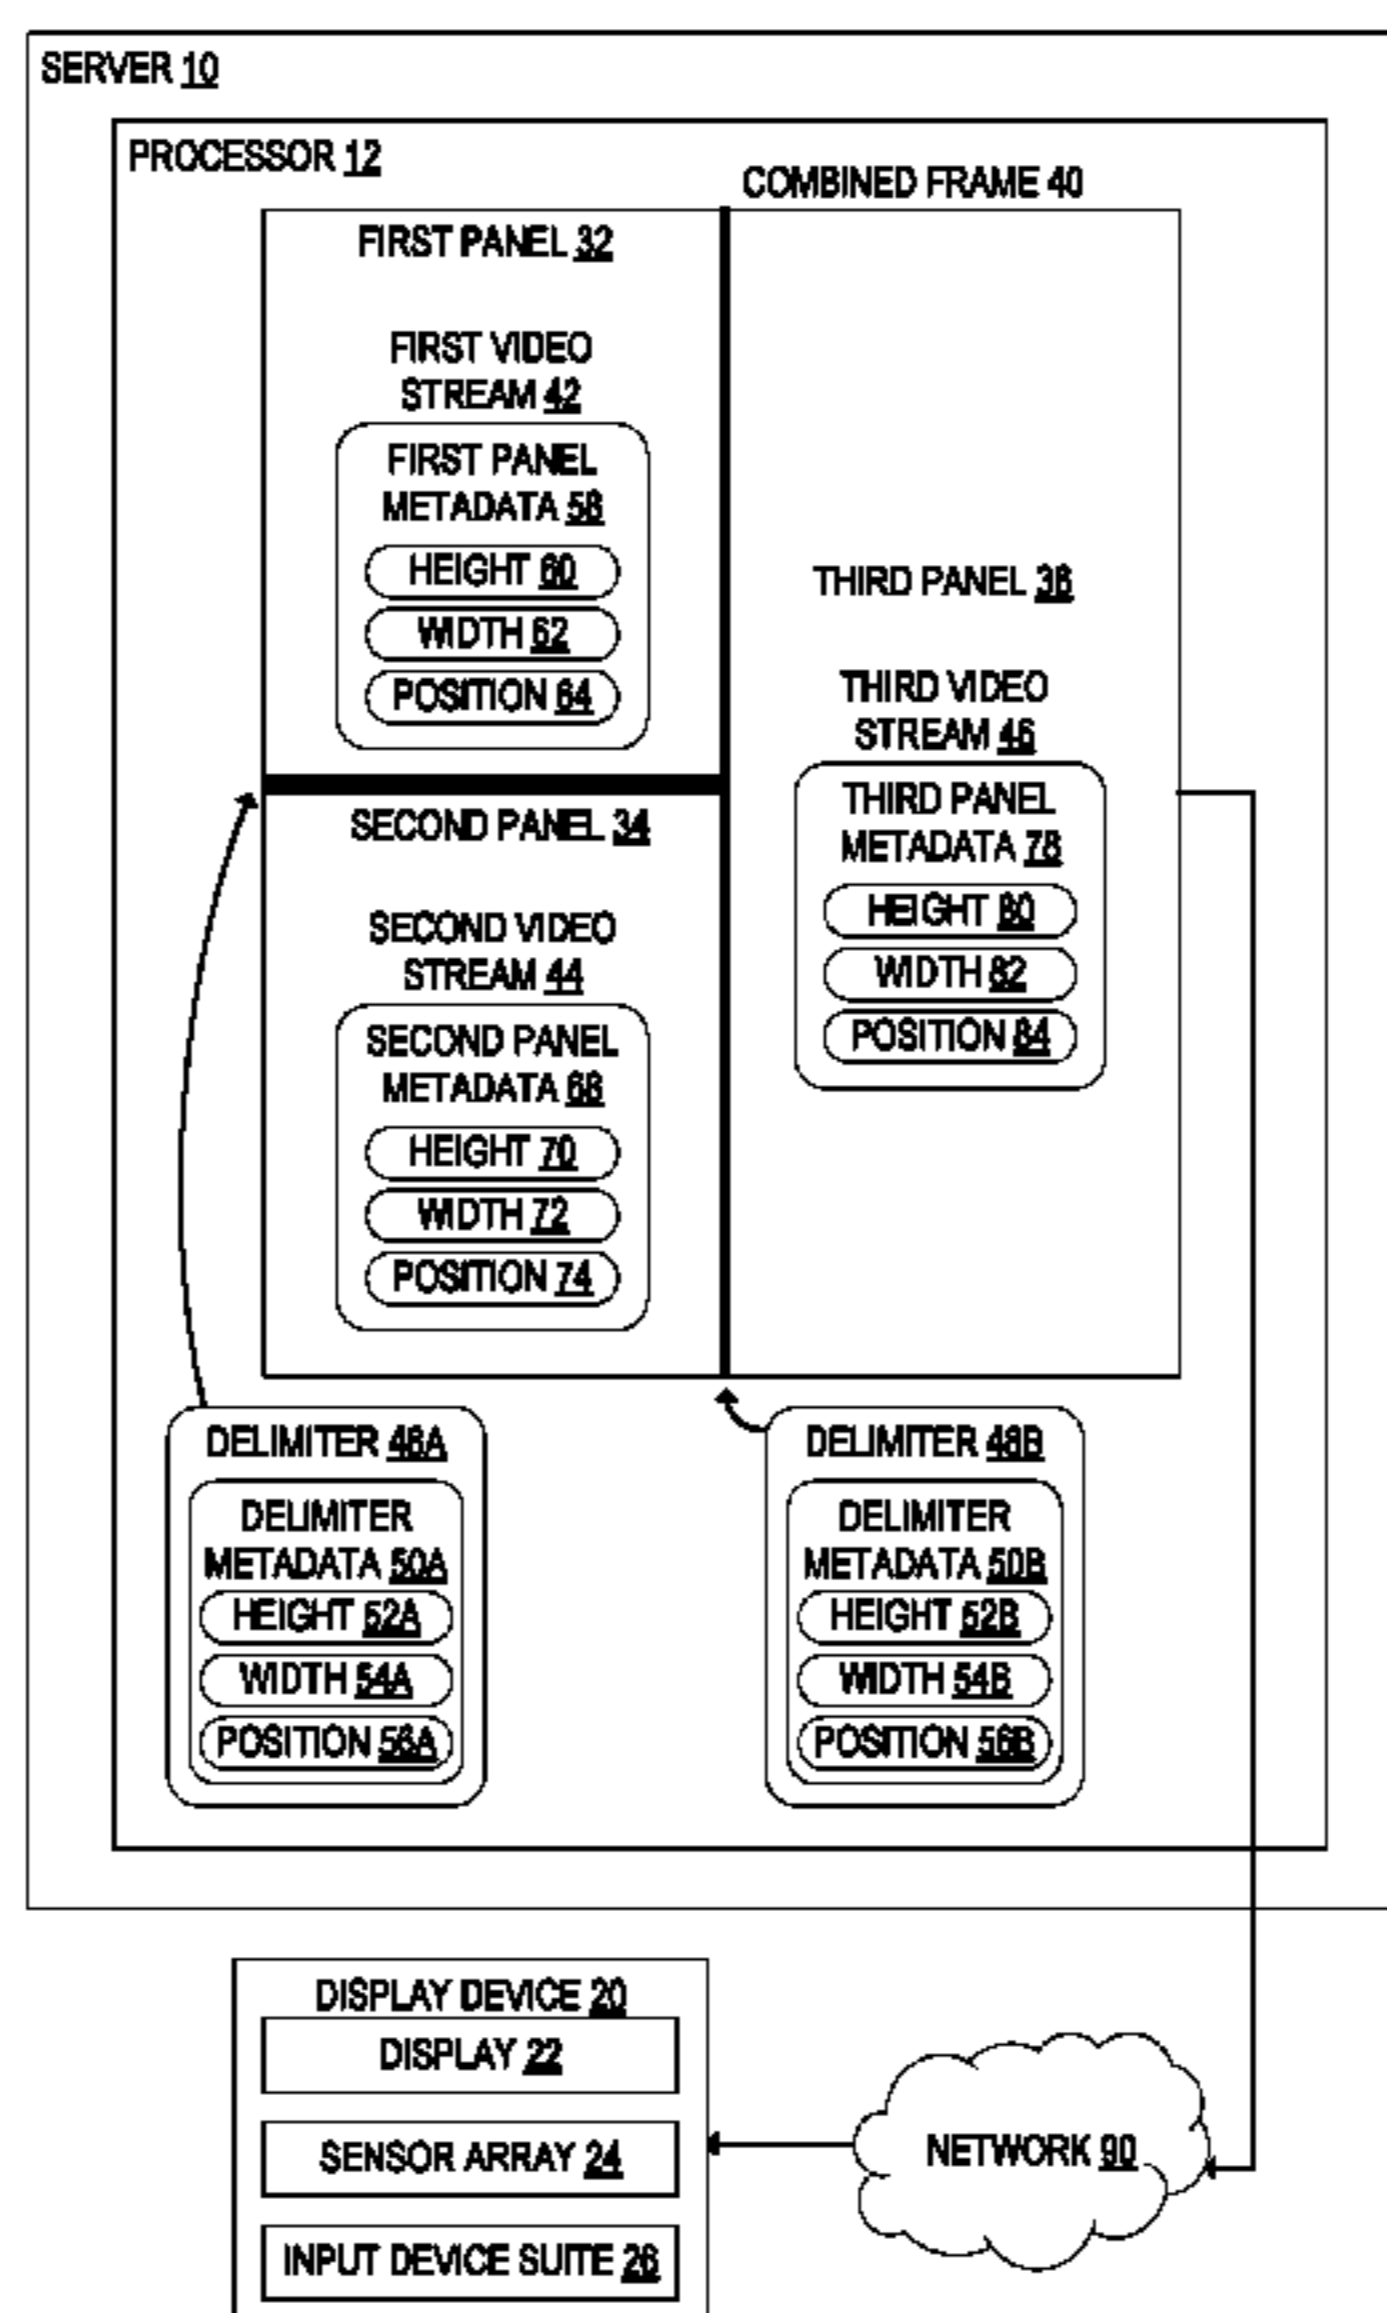 SERVER 10
PROCESSOR 12
COMBINED FRAME 40
FIRST PANEL 32
FIRST VIDEO
STREAM 42
FIRST PANEL
METADATA 58
HEIGHT 60
WIDTH 62
POSITION 64
SECOND PANEL 34
SECOND VIDEO
STREAM 44
SECOND PANEL
METADATA 68
HEIGHT 70
WIDTH 72
POSITION 74
THIRD PANEL 36
THIRD VIDEO
STREAM 46
THIRD PANEL
METADATA 78
HEIGHT 80
WIDTH 82
POSITION 84
DELIMITER 48A
DELIMITER
METADATA 50A
HEIGHT 52A
WIDTH 54A
POSITION 56A
DELIMITER 48B
DELIMITER
METADATA 50B
HEIGHT 52B
WIDTH 54B
POSITION 56B
DISPLAY DEVICE 20
DISPLAY 22
SENSOR ARRAY 24
INPUT DEVICE SUITE 26
NETWORK 90